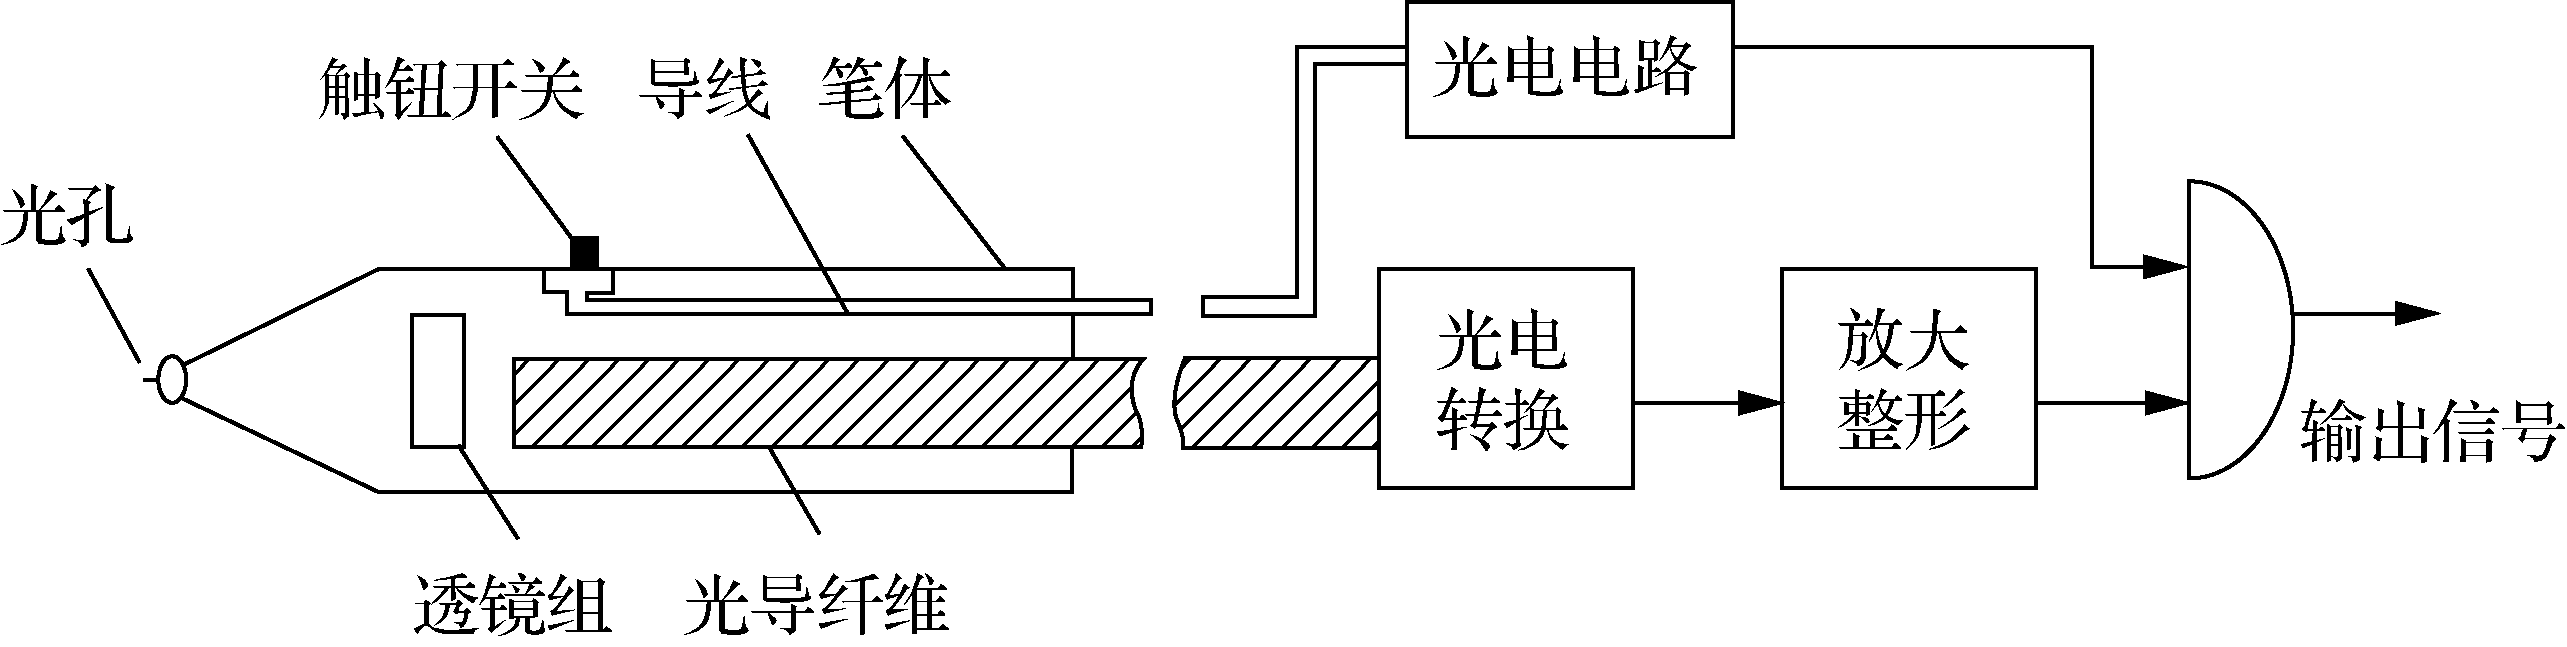 光电电路
触钮开关
导线
笔体
光孔
光电
转换
放大
整形
输出信号
透镜组
光导纤维